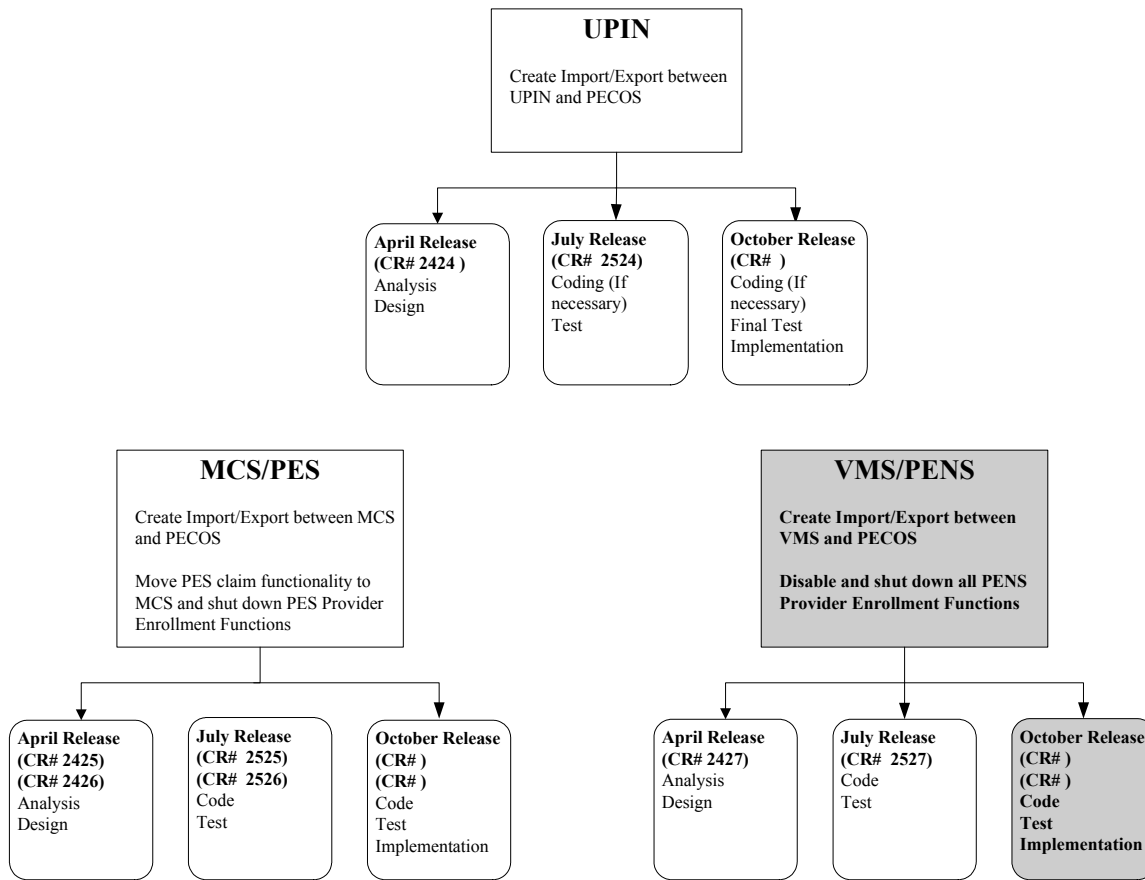 UPIN
Create Import/Export between
UPIN and PECOS
April Release
(CR# 2424 )
Analysis
Design
July Release
(CR#  2524)
Coding (If
necessary)
Test
October Release
(CR#  )
Coding (If
necessary)
Final Test
Implementation
MCS/PES
Create Import/Export between MCS
and PECOS
Move PES claim functionality to
MCS and shut down PES Provider
Enrollment Functions
April Release
(CR# 2425)
(CR# 2426)
Analysis
Design
July Release
(CR#  2525)
(CR#  2526)
Code
Test
October Release
(CR# )
(CR# )
Code
Test
Implementation
VMS/PENS
Create Import/Export between
VMS and PECOS
Disable and shut down all PENS
Provider Enrollment Functions
April Release
(CR# 2427)
Analysis
Design
July Release
(CR#  2527)
Code
Test
October Release
(CR# )
(CR# )
Code
Test
Implementation